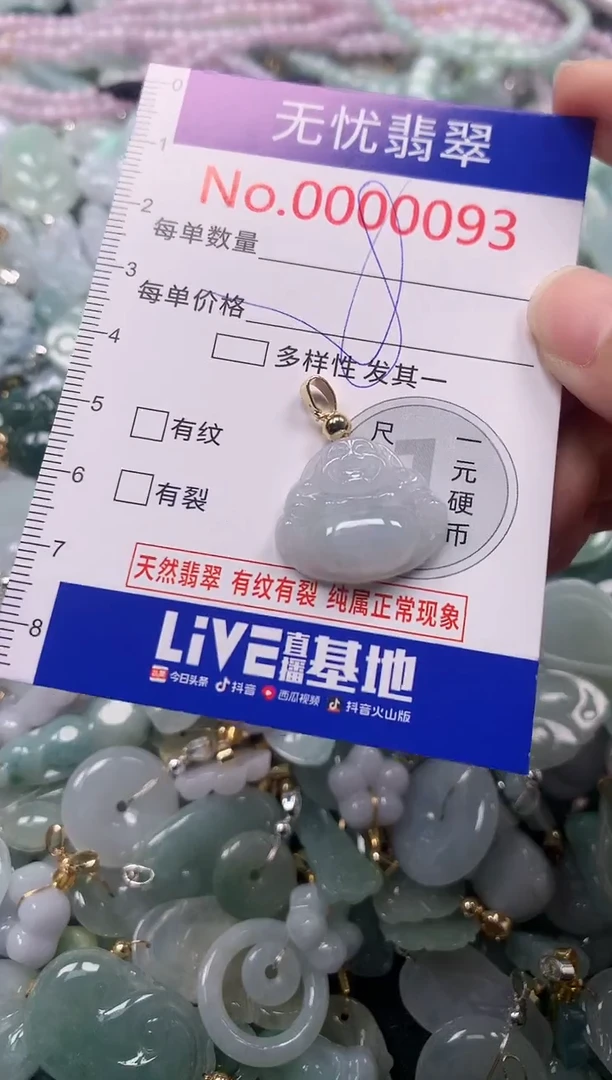 无忧翡翠
No.0000093
每单数量
每单价格
多样性 发其一
有纹
有裂
尺
一元硬币
天然翡翠 有纹有裂 纯属正常现象
LiVE直播基地
今日头条 抖音 西瓜视频 抖音火山版
0
1
2
3
4
5
6
7
8